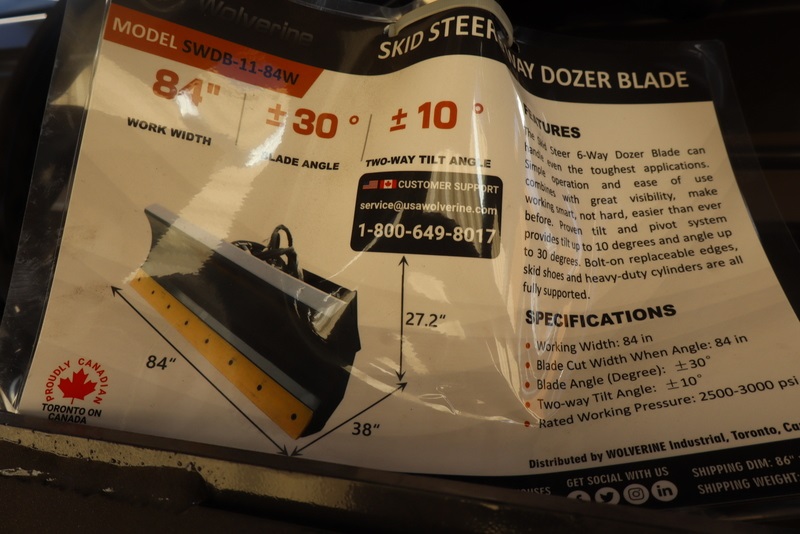 Wolverine
MODEL SWDB-11-84W
SKID STEER WAY DOZER BLADE
84"
WORK WIDTH
±30°
BLADE ANGLE
±10°
TWO-WAY TILT ANGLE
CUSTOMER SUPPORT
service@usawolverine.com
1-800-649-8017
27.2"
84"
38"
PROUDLY CANADIAN
TORONTO ON
CANADA
FEATURES
The Skid Steer 6-Way Dozer Blade can
handle even the toughest applications.
Simple operation and ease of use
combines with great visibility, make
working smart, not hard, easier than ever
before. Proven tilt and pivot system
provides tilt up to 10 degrees and angle up
to 30 degrees. Bolt-on replaceable edges,
skid shoes and heavy-duty cylinders are all
fully supported.
SPECIFICATIONS
• Working Width: 84 in
• Blade Cut Width When Angle: 84 in
• Blade Angle (Degree): ±30°
• Two-way Tilt Angle: ±10°
• Rated Working Pressure: 2500-3000 psi
Distributed by WOLVERINE Industrial, Toronto,
GET SOCIAL WITH US
SHIPPING DIM: 86"
SHIPPING WEIGHT